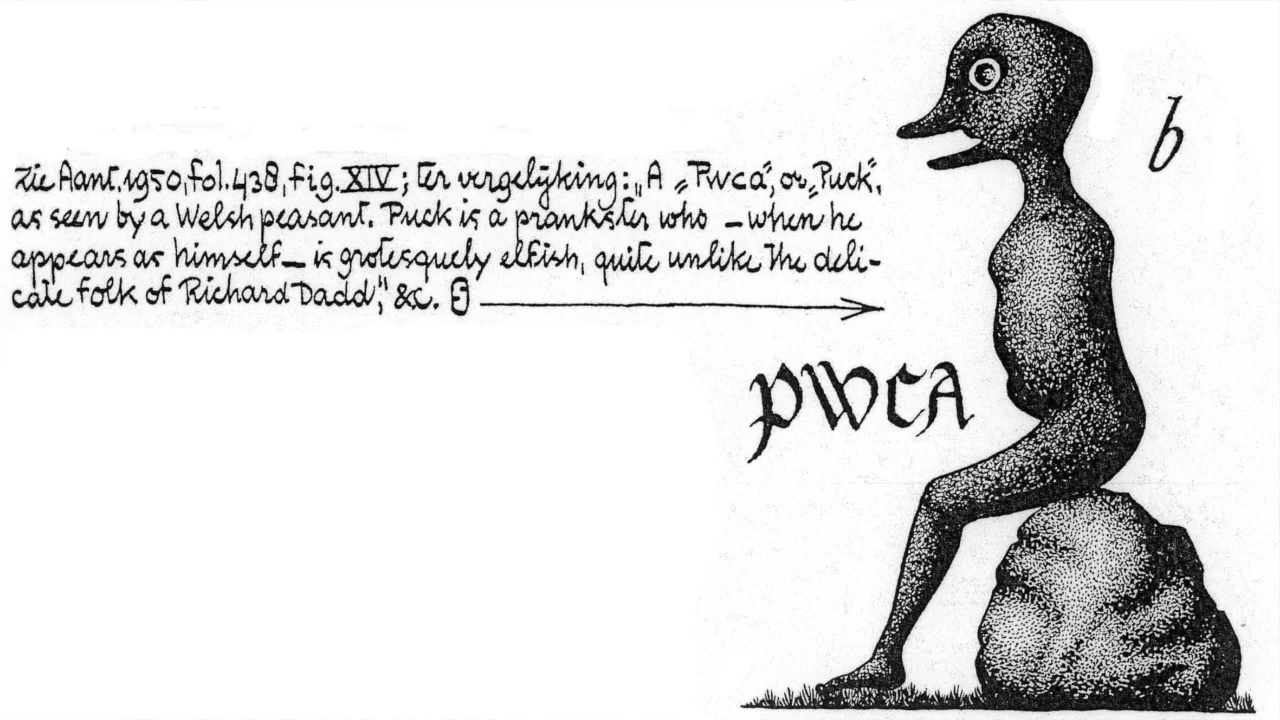 Zie Aant. 1950, fol. 438, fig. XIV; ter vergelijking: „A „Pwca”, or „Puck”,
as seen by a Welsh peasant. Puck is a prankster who – when he
appears as himself – is grotesquely elfish, quite unlike the deli-
cate folk of Richard Dadd,” &c.
PWCA
b